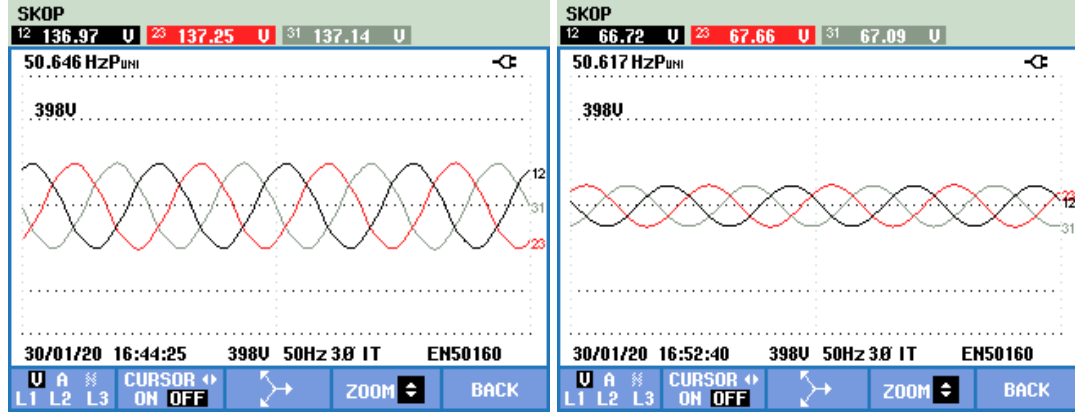 SKOP
12 136.97 V 23 137.25 V 31 137.14 V
50.646 HzPUNI
398V
12
31
23
30/01/20 16:44:25 398V 50Hz 3.0 IT EN50160
V A L1 L2 L3 CURSOR ON OFF ZOOM BACK
SKOP
12 66.72 V 23 67.66 V 31 67.09 V
50.617 HzPUNI
398V
23
12
31
30/01/20 16:52:40 398V 50Hz 3.0 IT EN50160
V A L1 L2 L3 CURSOR ON OFF ZOOM BACK